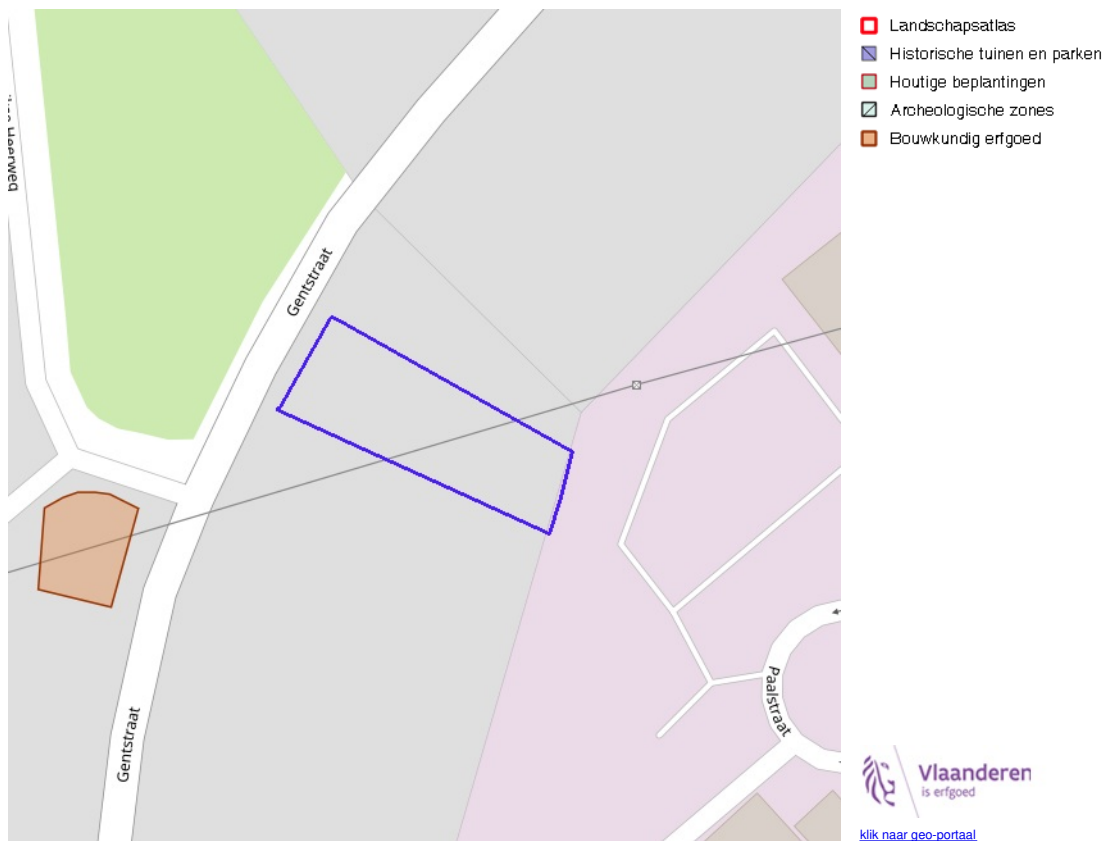 Landschapsatlas
Historische tuinen en parken
Houtige beplantingen
Archeologische zones
Bouwkundig erfgoed
Heerweg
Gentstraat
Gentstraat
Paalstraat
Vlaanderen
is erfgoed
klik naar geo-portaal